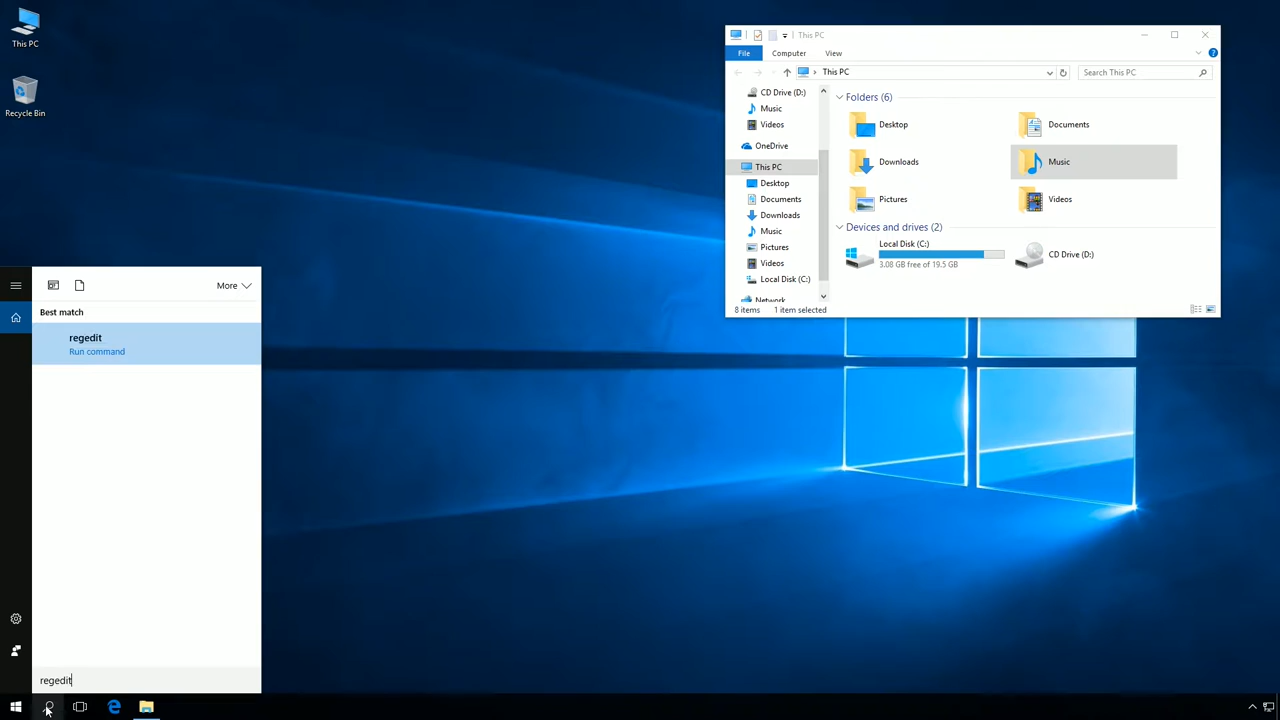 This PC
Recycle Bin
This PC
File
Computer
View
This PC
Search This PC
CD Drive (D:)
Music
Videos
OneDrive
This PC
Desktop
Documents
Downloads
Music
Pictures
Videos
Local Disk (C:)
Network
Folders (6)
Desktop
Documents
Downloads
Music
Pictures
Videos
Devices and drives (2)
Local Disk (C:)
3.08 GB free of 19.5 GB
CD Drive (D:)
8 items
1 item selected
More
Best match
regedit
Run command
regedit